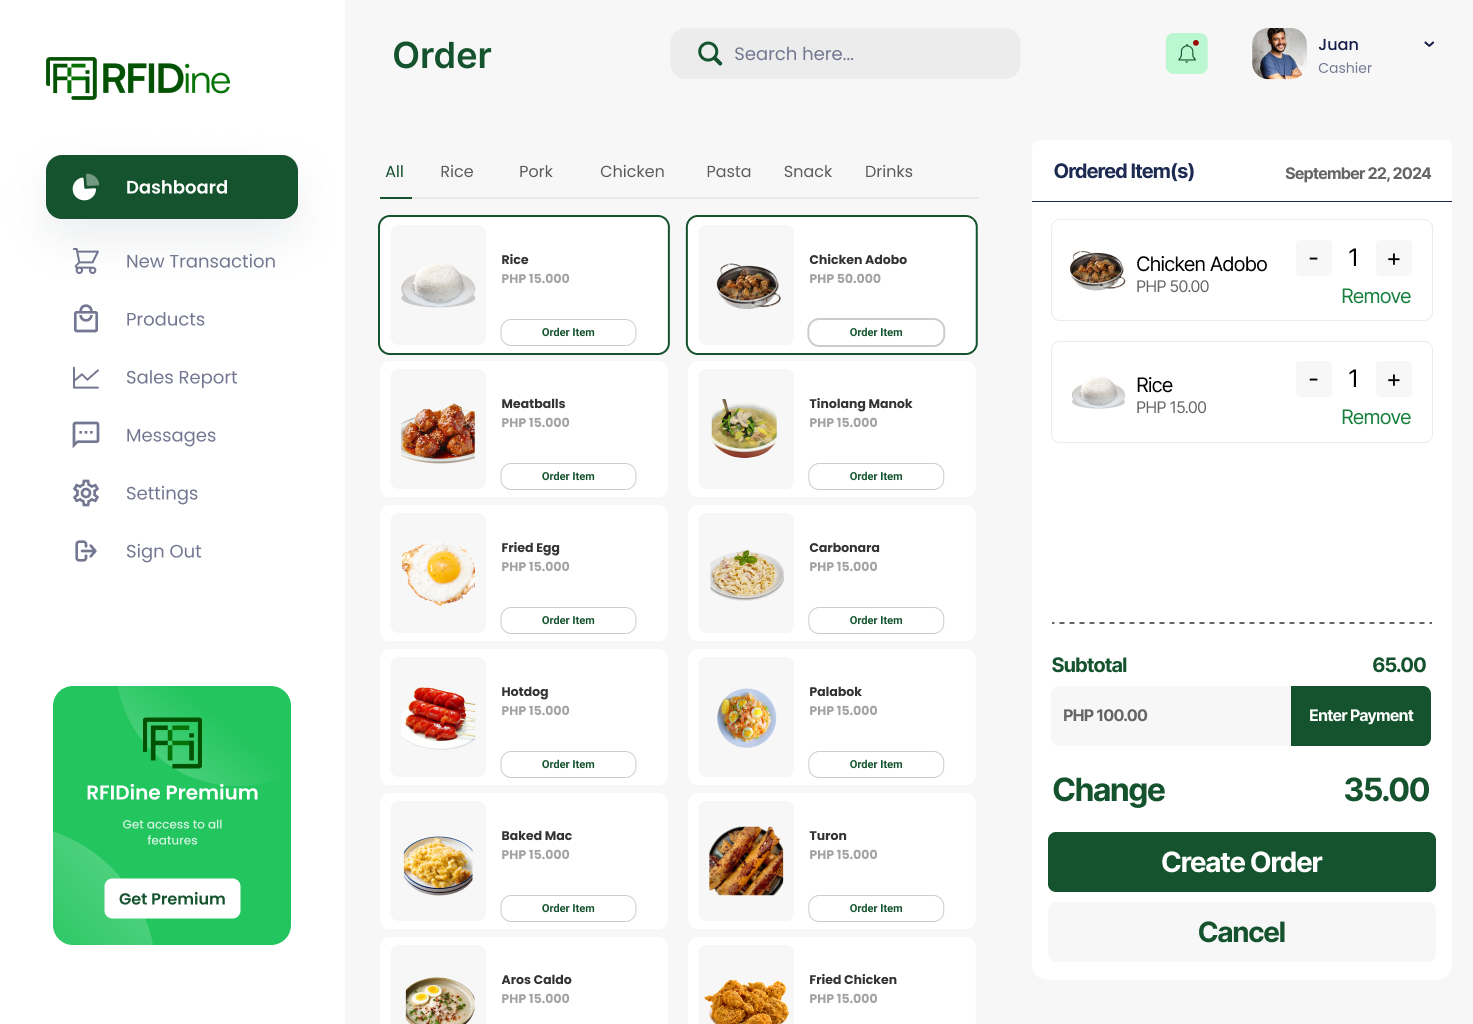 RFIDine
Dashboard
New Transaction
Products
Sales Report
Messages
Settings
Sign Out
RFIDine Premium
Get access to all
features
Get Premium
Order
Search here...
Juan
Cashier
All Rice Pork Chicken Pasta Snack Drinks
Rice
PHP 15.000
Order Item
Chicken Adobo
PHP 50.000
Order Item
Meatballs
PHP 15.000
Order Item
Tinolang Manok
PHP 15.000
Order Item
Fried Egg
PHP 15.000
Order Item
Carbonara
PHP 15.000
Order Item
Hotdog
PHP 15.000
Order Item
Palabok
PHP 15.000
Order Item
Baked Mac
PHP 15.000
Order Item
Turon
PHP 15.000
Order Item
Aros Caldo
PHP 15.000
Fried Chicken
PHP 15.000
Ordered Item(s) September 22, 2024
Chicken Adobo
PHP 50.00
- 1 +
Remove
Rice
PHP 15.00
- 1 +
Remove
Subtotal 65.00
PHP 100.00 Enter Payment
Change 35.00
Create Order
Cancel